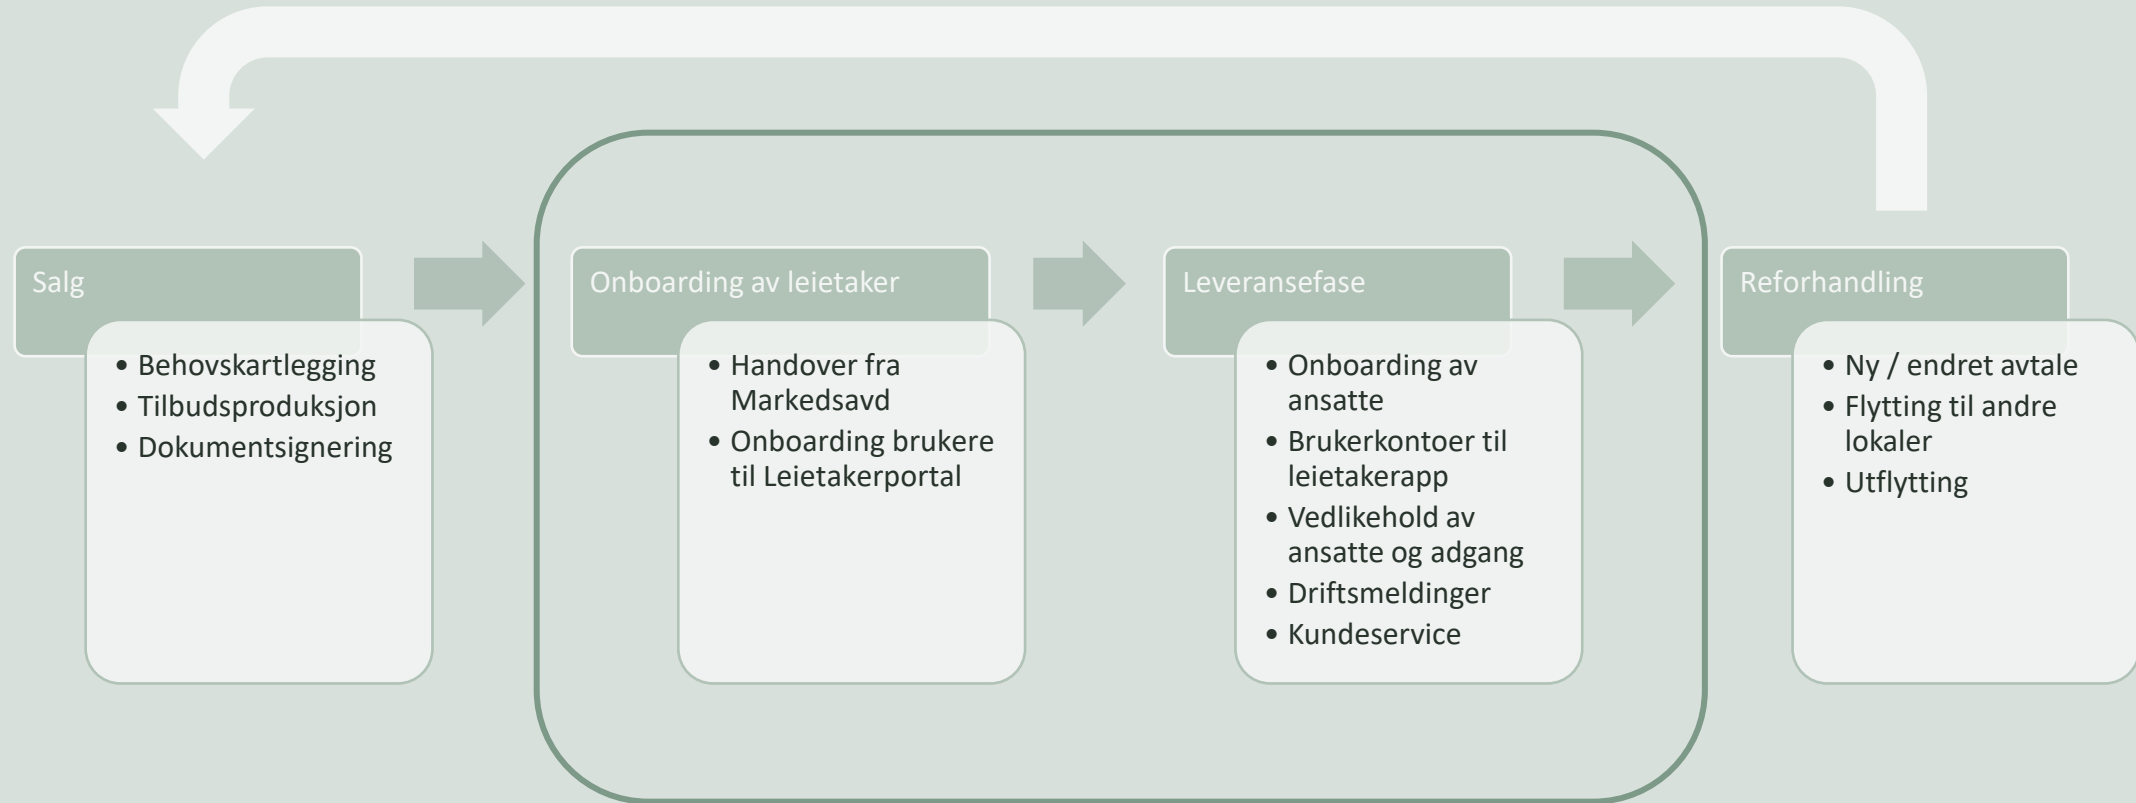 Salg
• Behovskartlegging
• Tilbudsproduksjon
• Dokumentsignering
Onboarding av leietaker
• Handover fra
Markedsavd
• Onboarding brukere
til Leietakerportal
Leveransefase
• Onboarding av
ansatte
• Brukerkontoer til
leietakerapp
• Vedlikehold av
ansatte og adgang
• Driftsmeldinger
• Kundeservice
Reforhandling
• Ny / endret avtale
• Flytting til andre
lokaler
• Utflytting